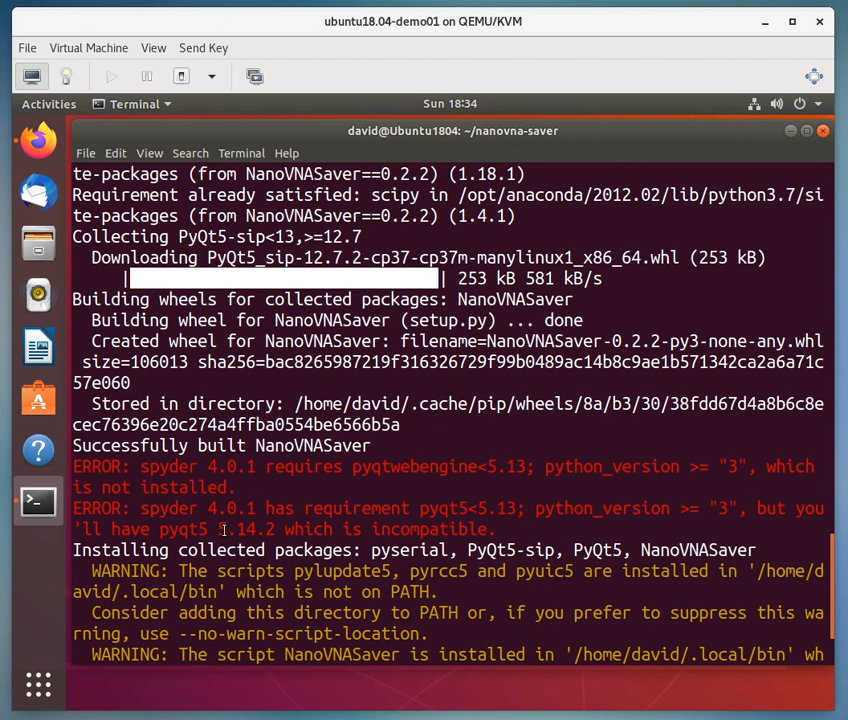 ubuntu18.04-demo01 on QEMU/KVM
File Virtual Machine View Send Key
Activities Terminal Sun 18:34
david@Ubuntu1804: ~/nanovna-saver
File Edit View Search Terminal Help
te-packages (from NanoVNASaver==0.2.2) (1.18.1)
Requirement already satisfied: scipy in /opt/anaconda/2012.02/lib/python3.7/si
te-packages (from NanoVNASaver==0.2.2) (1.4.1)
Collecting PyQt5-sip<13,>=12.7
Downloading PyQt5_sip-12.7.2-cp37-cp37m-manylinux1_x86_64.whl (253 kB)
| | 253 kB 581 kB/s
Building wheels for collected packages: NanoVNASaver
Building wheel for NanoVNASaver (setup.py) ... done
Created wheel for NanoVNASaver: filename=NanoVNASaver-0.2.2-py3-none-any.whl
size=106013 sha256=bac8265987219f316326729f99b0489ac14b8c9ae1b571342ca2a6a71c
57e060
Stored in directory: /home/david/.cache/pip/wheels/8a/b3/30/38fdd67d4a8b6c8e
cec76396e20c274a4ffba0554be6566b5a
Successfully built NanoVNASaver
ERROR: spyder 4.0.1 requires pyqtwebengine<5.13; python_version >= "3", which
is not installed.
ERROR: spyder 4.0.1 has requirement pyqt5<5.13; python_version >= "3", but you
'll have pyqt5 5.14.2 which is incompatible.
Installing collected packages: pyserial, PyQt5-sip, PyQt5, NanoVNASaver
WARNING: The scripts pylupdate5, pyrcc5 and pyuic5 are installed in '/home/d
avid/.local/bin' which is not on PATH.
Consider adding this directory to PATH or, if you prefer to suppress this wa
rning, use --no-warn-script-location.
WARNING: The script NanoVNASaver is installed in '/home/david/.local/bin' wh